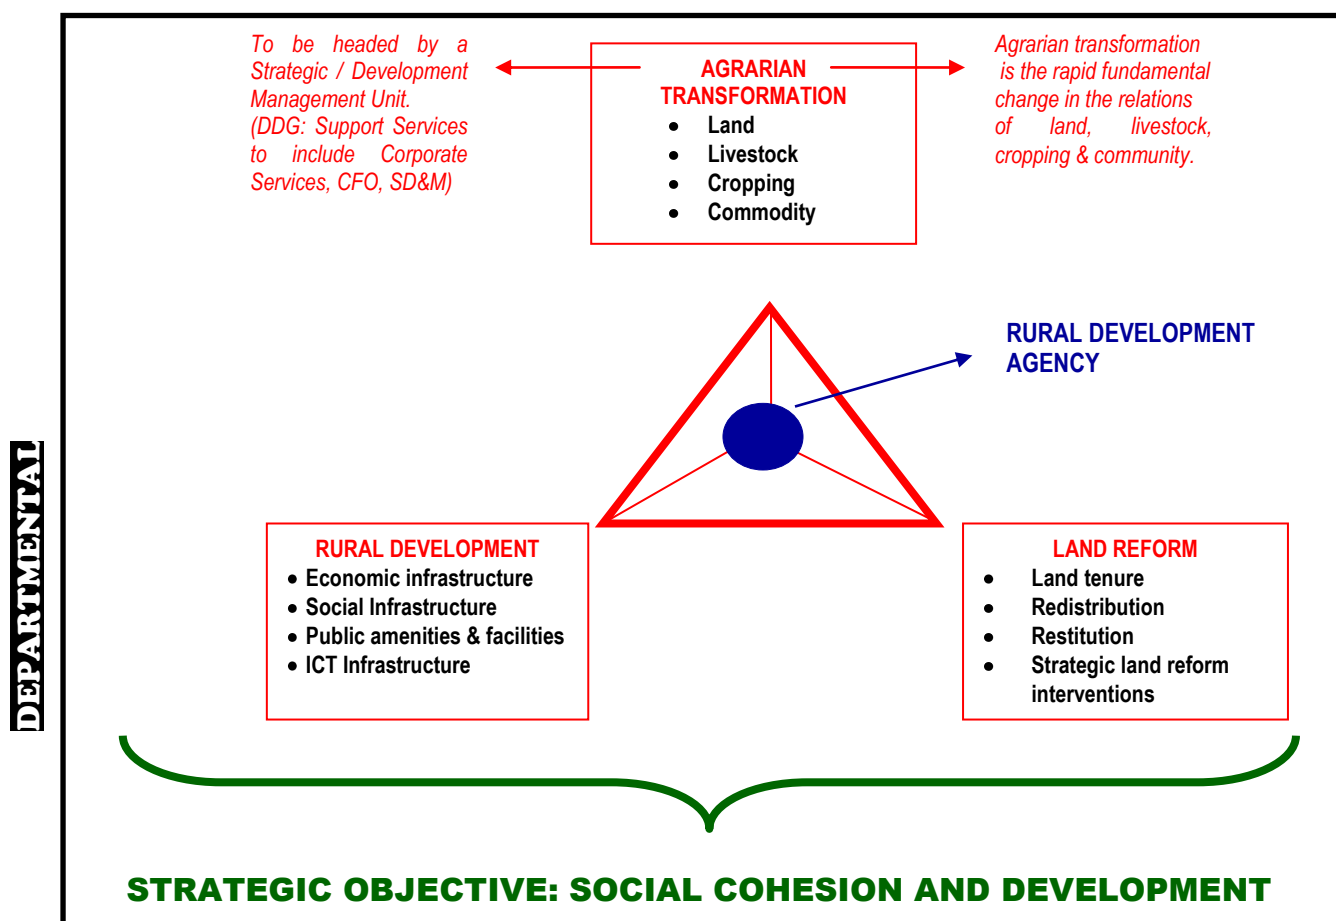 To be headed by a
Strategic / Development
Management Unit.
(DDG: Support Services
to include Corporate
Services, CFO, SD&M)
AGRARIAN
TRANSFORMATION
● Land
● Livestock
● Cropping
● Commodity
Agrarian transformation
is the rapid fundamental
change in the relations
of land, livestock,
cropping & community.
RURAL DEVELOPMENT
AGENCY
DEPARTMENTAL
RURAL DEVELOPMENT
● Economic infrastructure
● Social Infrastructure
● Public amenities & facilities
● ICT Infrastructure
LAND REFORM
● Land tenure
● Redistribution
● Restitution
● Strategic land reform
interventions
STRATEGIC OBJECTIVE: SOCIAL COHESION AND DEVELOPMENT